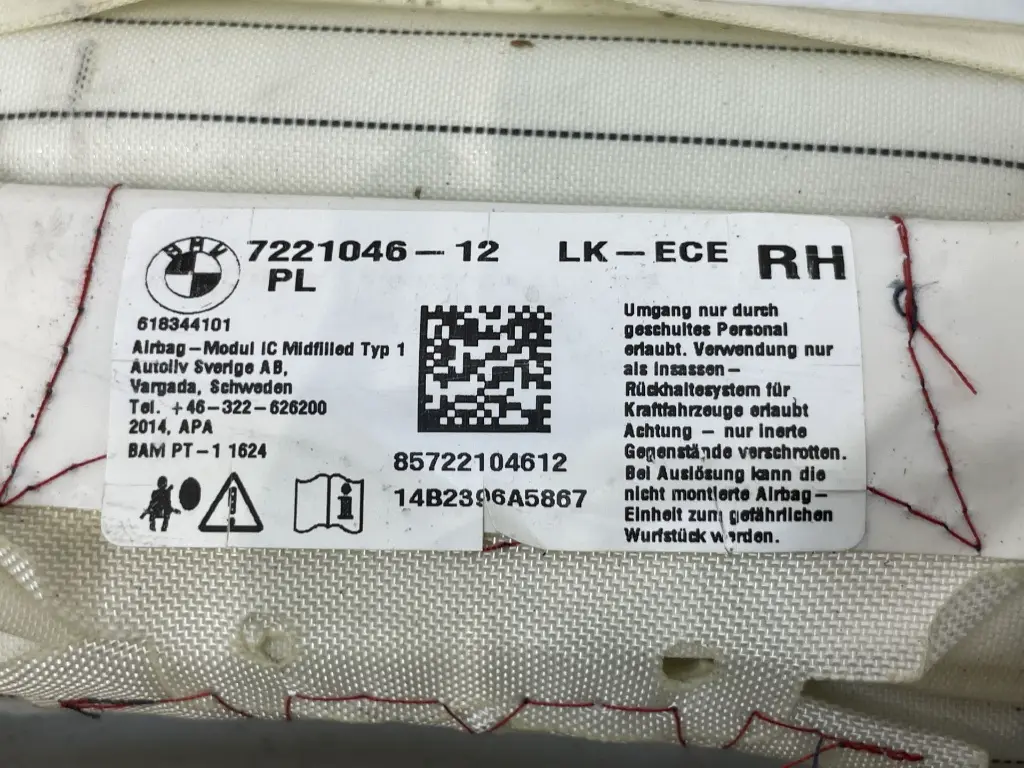 BMW
7221046-12 LK-ECE RH
PL
618344101
Airbag-Modul IC Midfilled Typ 1
Autoliv Sverige AB,
Vargada, Schweden
Tel. +46-322-626200
2014, APA
BAM PT-1 1624
85722104612
14B2396A5867
Umgang nur durch
geschultes Personal
erlaubt. Verwendung nur
als Insassen-
Rückhaltesystem für
Kraftfahrzeuge erlaubt
Achtung - nur inerte
Gegenstände verschrotten.
Bei Auslösung kann die
nicht montierte Airbag-
Einheit zum gefährlichen
Wurfstück werden.